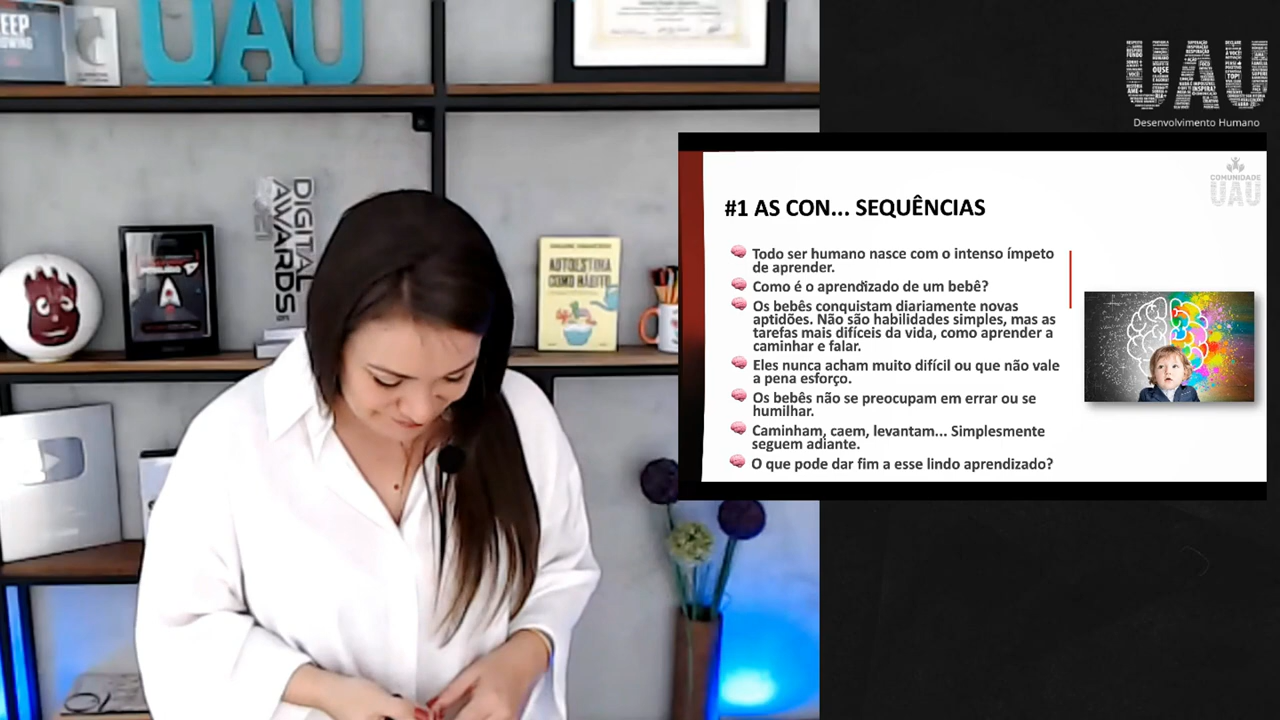 EEP
OWING
UAU
DIGITAL
AWARDS
AUTOESTIMA
COMO HÁBITO
UAU
Desenvolvimento Humano
COMUNIDADE
UAU
#1 AS CON... SEQUÊNCIAS
Todo ser humano nasce com o intenso ímpeto
de aprender.
Como é o aprendizado de um bebê?
Os bebês conquistam diariamente novas
aptidões. Não são habilidades simples, mas as
tarefas mais difíceis da vida, como aprender a
caminhar e falar.
Eles nunca acham muito difícil ou que não vale
a pena esforço.
Os bebês não se preocupam em errar ou se
humilhar.
Caminham, caem, levantam... Simplesmente
seguem adiante.
O que pode dar fim a esse lindo aprendizado?